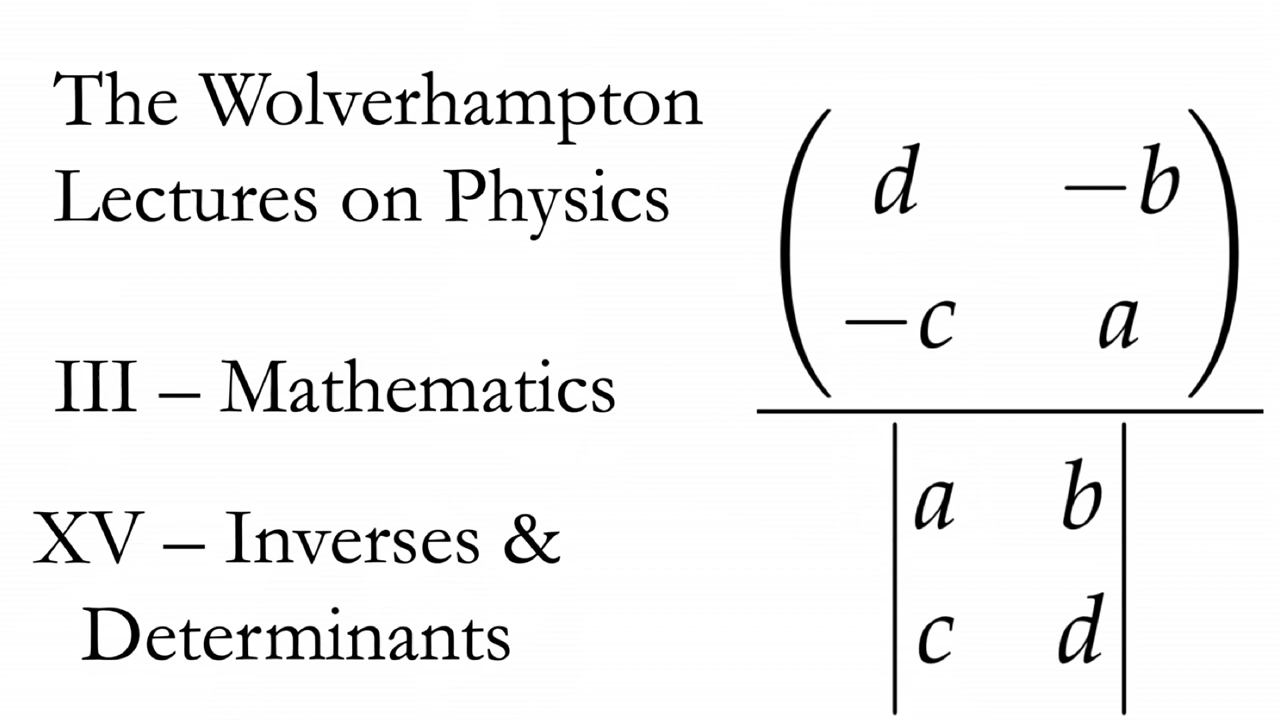 The Wolverhampton
Lectures on Physics
III – Mathematics
XV – Inverses &
Determinants
d −b
−c a
a b
c d